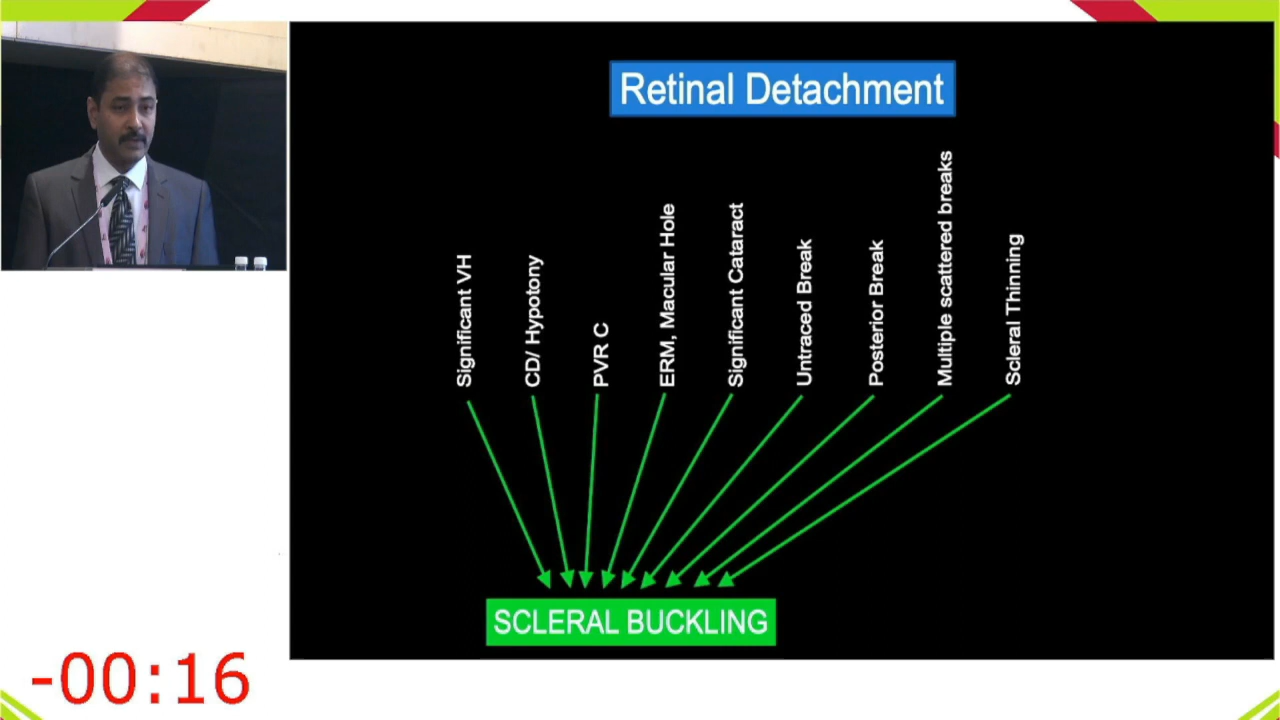 Retinal Detachment
Significant VH
CD/ Hypotony
PVR C
ERM, Macular Hole
Significant Cataract
Untraced Break
Posterior Break
Multiple scattered breaks
Scleral Thinning
SCLERAL BUCKLING
-00:16